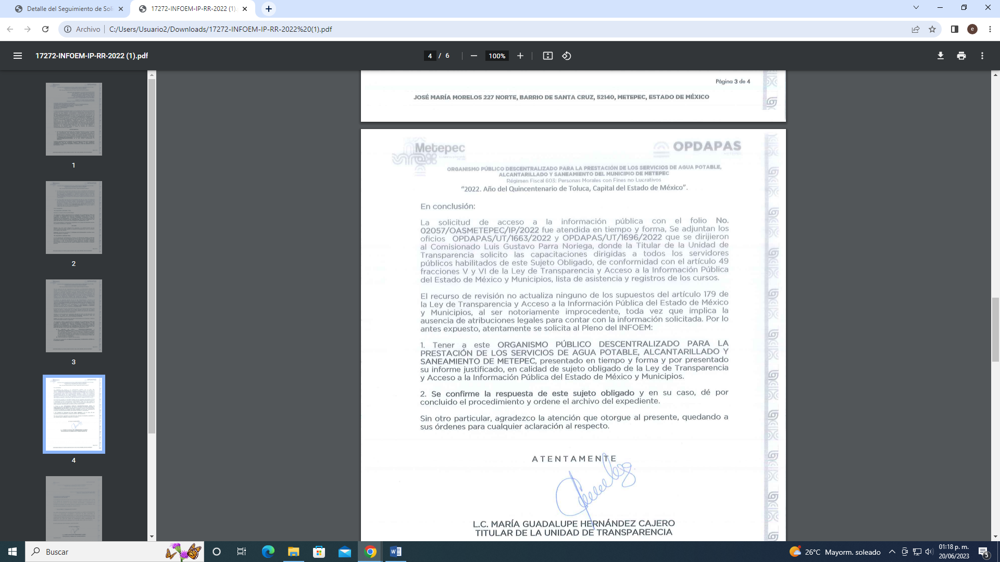 Detalle del Seguimiento de Soli
17272-INFOEM-IP-RR-2022 (1).
Archivo
C:/Users/Usuario2/Downloads/17272-INFOEM-IP-RR-2022%20(1).pdf
e
17272-INFOEM-IP-RR-2022 (1).pdf
4 / 6
100%
1
2
3
4
Página 3 de 4
JOSÉ MARÍA MORELOS 227 NORTE, BARRIO DE SANTA CRUZ, 52140, METEPEC, ESTADO DE MÉXICO
Metepec
OPDAPAS
ORGANISMO PÚBLICO DESCENTRALIZADO PARA LA PRESTACIÓN DE LOS SERVICIOS DE AGUA POTABLE,
ALCANTARILLADO Y SANEAMIENTO DEL MUNICIPIO DE METEPEC
Régimen Fiscal 603: Personas Morales con Fines no Lucrativos
“2022. Año del Quincentenario de Toluca, Capital del Estado de México”.
En conclusión:
La solicitud de acceso a la información pública con el folio No.
02057/OASMETEPEC/IP/2022 fue atendida en tiempo y forma, Se adjuntan los
oficios OPDAPAS/UT/1663/2022 y OPDAPAS/UT/1696/2022 que se dirijieron
al Comisionado Luis Gustavo Parra Noriega, donde la Titular de la Unidad de
Transparencia solicito las capacitaciones dirigidas a todos los servidores
públicos habilitados de este Sujeto Obligado, de conformidad con el artículo 49
fracciones V y VI de la Ley de Transparencia y Acceso a la Información Pública
del Estado de México y Municipios, lista de asistencia y registros de los cursos.
El recurso de revisión no actualiza ninguno de los supuestos del artículo 179 de
la Ley de Transparencia y Acceso a la Información Pública del Estado de México
y Municipios, al ser notoriamente improcedente, toda vez que implica la
ausencia de atribuciones legales para contar con la información solicitada. Por lo
antes expuesto, atentamente se solicita al Pleno del INFOEM:
1. Tener a este ORGANISMO PÚBLICO DESCENTRALIZADO PARA LA
PRESTACIÓN DE LOS SERVICIOS DE AGUA POTABLE, ALCANTARILLADO Y
SANEAMIENTO DE METEPEC, presentado en tiempo y forma y por presentado
su informe justificado, en calidad de sujeto obligado de la Ley de Transparencia
y Acceso a la Información Pública del Estado de México y Municipios.
2. Se confirme la respuesta de este sujeto obligado y en su caso, dé por
concluido el procedimiento y ordene el archivo del expediente.
Sin otro particular, agradezco la atención que otorgue al presente, quedando a
sus órdenes para cualquier aclaración al respecto.
ATENTAMENTE
L.C. MARÍA GUADALUPE HERNÁNDEZ CAJERO
TITULAR DE LA UNIDAD DE TRANSPARENCIA
Buscar
26°C Mayorm. soleado
01:18 p. m.
20/06/2023
5